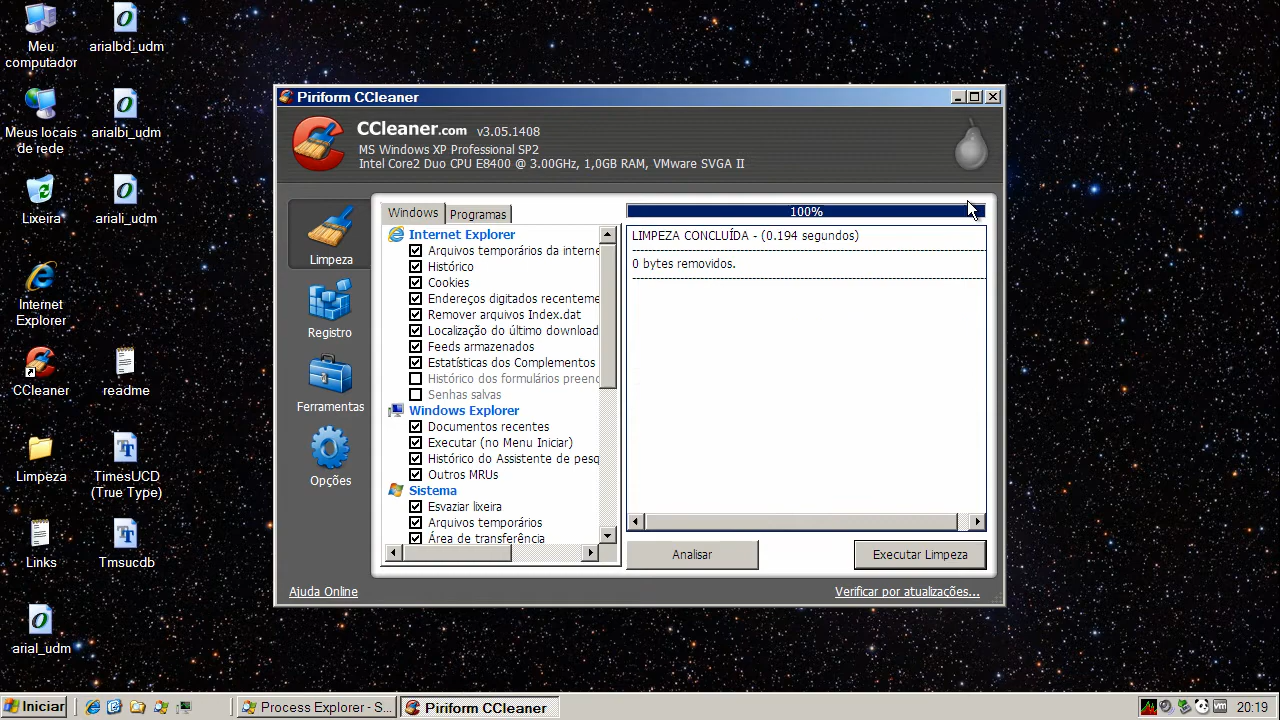 Meu
computador
arialbd_udm
Meus locais
de rede
arialbi_udm
Lixeira
ariali_udm
Internet
Explorer
CCleaner
readme
Limpeza
TimesUCD
(True Type)
Links
Tmsucdb
arial_udm
Piriform CCleaner
CCleaner.com v3.05.1408
MS Windows XP Professional SP2
Intel Core2 Duo CPU E8400 @ 3.00GHz, 1,0GB RAM, VMware SVGA II
Limpeza
Registro
Ferramentas
Opções
Windows
Programas
Internet Explorer
Arquivos temporários da interne
Histórico
Cookies
Endereços digitados recenteme
Remover arquivos Index.dat
Localização do último download
Feeds armazenados
Estatísticas dos Complementos
Histórico dos formulários preenc
Senhas salvas
Windows Explorer
Documentos recentes
Executar (no Menu Iniciar)
Histórico do Assistente de pesq
Outros MRUs
Sistema
Esvaziar lixeira
Arquivos temporários
Área de transferência
100%
LIMPEZA CONCLUÍDA - (0.194 segundos)
0 bytes removidos.
Analisar
Executar Limpeza
Ajuda Online
Verificar por atualizações...
Iniciar
Process Explorer - S...
Piriform CCleaner
vm
20:19